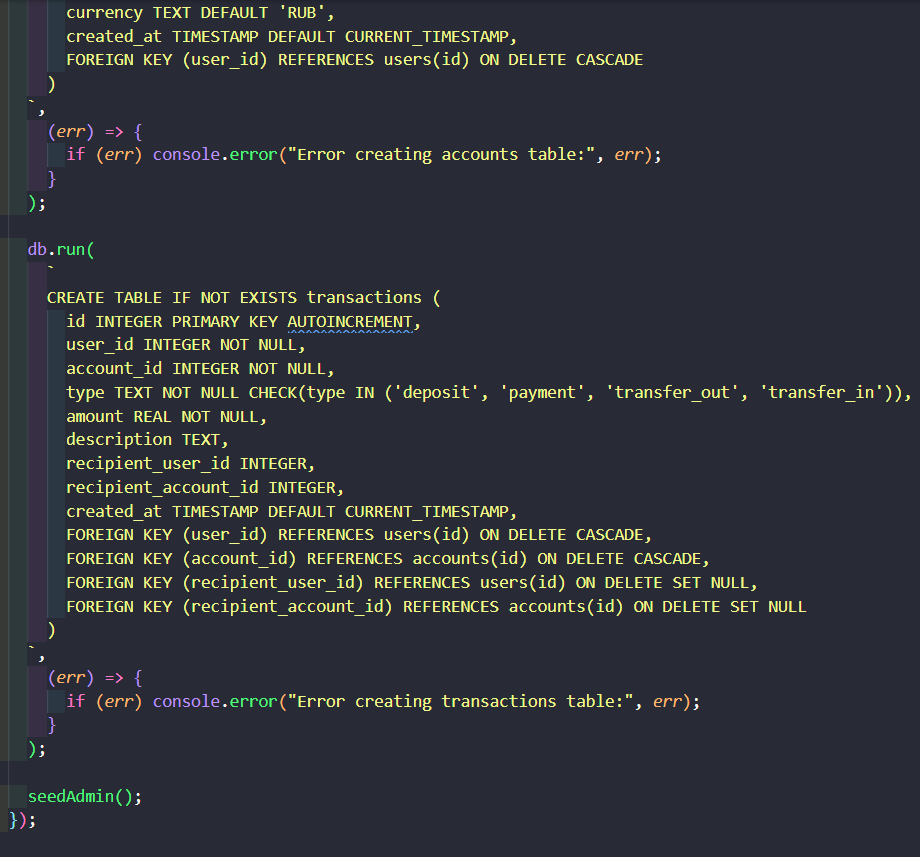 currency TEXT DEFAULT 'RUB',
created_at TIMESTAMP DEFAULT CURRENT_TIMESTAMP,
FOREIGN KEY (user_id) REFERENCES users(id) ON DELETE CASCADE
)
`,
(err) => {
if (err) console.error("Error creating accounts table:", err);
}
);
db.run(
`
CREATE TABLE IF NOT EXISTS transactions (
id INTEGER PRIMARY KEY AUTOINCREMENT,
user_id INTEGER NOT NULL,
account_id INTEGER NOT NULL,
type TEXT NOT NULL CHECK(type IN ('deposit', 'payment', 'transfer_out', 'transfer_in')),
amount REAL NOT NULL,
description TEXT,
recipient_user_id INTEGER,
recipient_account_id INTEGER,
created_at TIMESTAMP DEFAULT CURRENT_TIMESTAMP,
FOREIGN KEY (user_id) REFERENCES users(id) ON DELETE CASCADE,
FOREIGN KEY (account_id) REFERENCES accounts(id) ON DELETE CASCADE,
FOREIGN KEY (recipient_user_id) REFERENCES users(id) ON DELETE SET NULL,
FOREIGN KEY (recipient_account_id) REFERENCES accounts(id) ON DELETE SET NULL
)
`,
(err) => {
if (err) console.error("Error creating transactions table:", err);
}
);
seedAdmin();
});